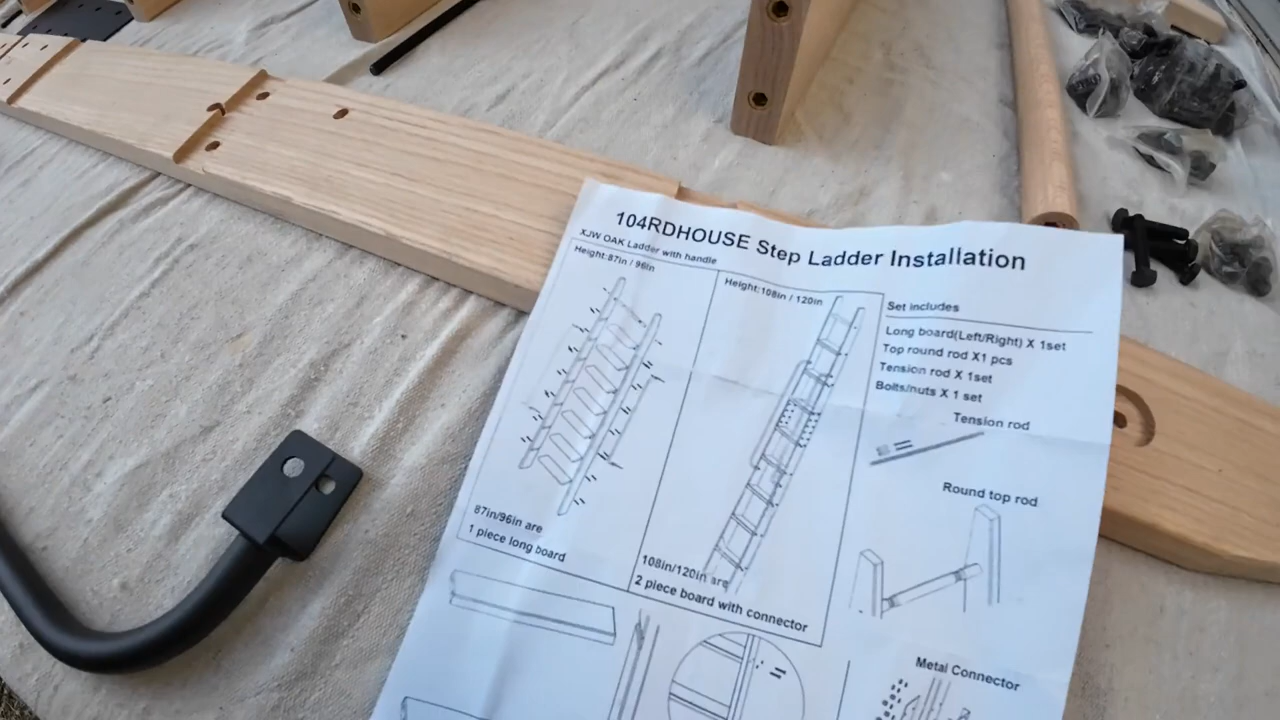 104RDHOUSE Step Ladder Installation
XJW OAK Ladder with handle
Height:87in / 96in
Height:108in / 120in
87in/96in are
1 piece long board
108in/120in are
2 piece board with connector
Set includes
Long board(Left/Right) X 1set
Top round rod X1 pcs
Tension rod X 1set
Bolts/nuts X 1 set
Tension rod
Round top rod
Metal Connector